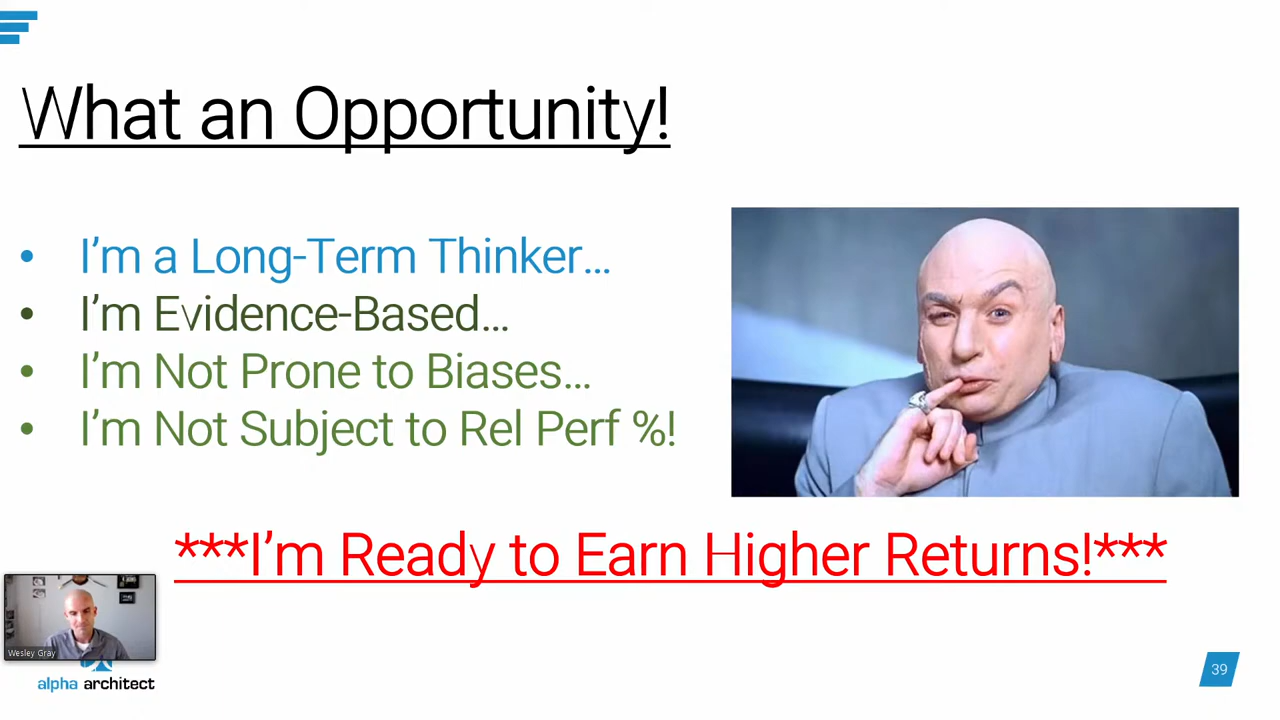 What an Opportunity!
• I'm a Long-Term Thinker...
• I'm Evidence-Based...
• I'm Not Prone to Biases...
• I'm Not Subject to Rel Perf %!
***I'm Ready to Earn Higher Returns!***
Wesley Gray
alpha architect
39